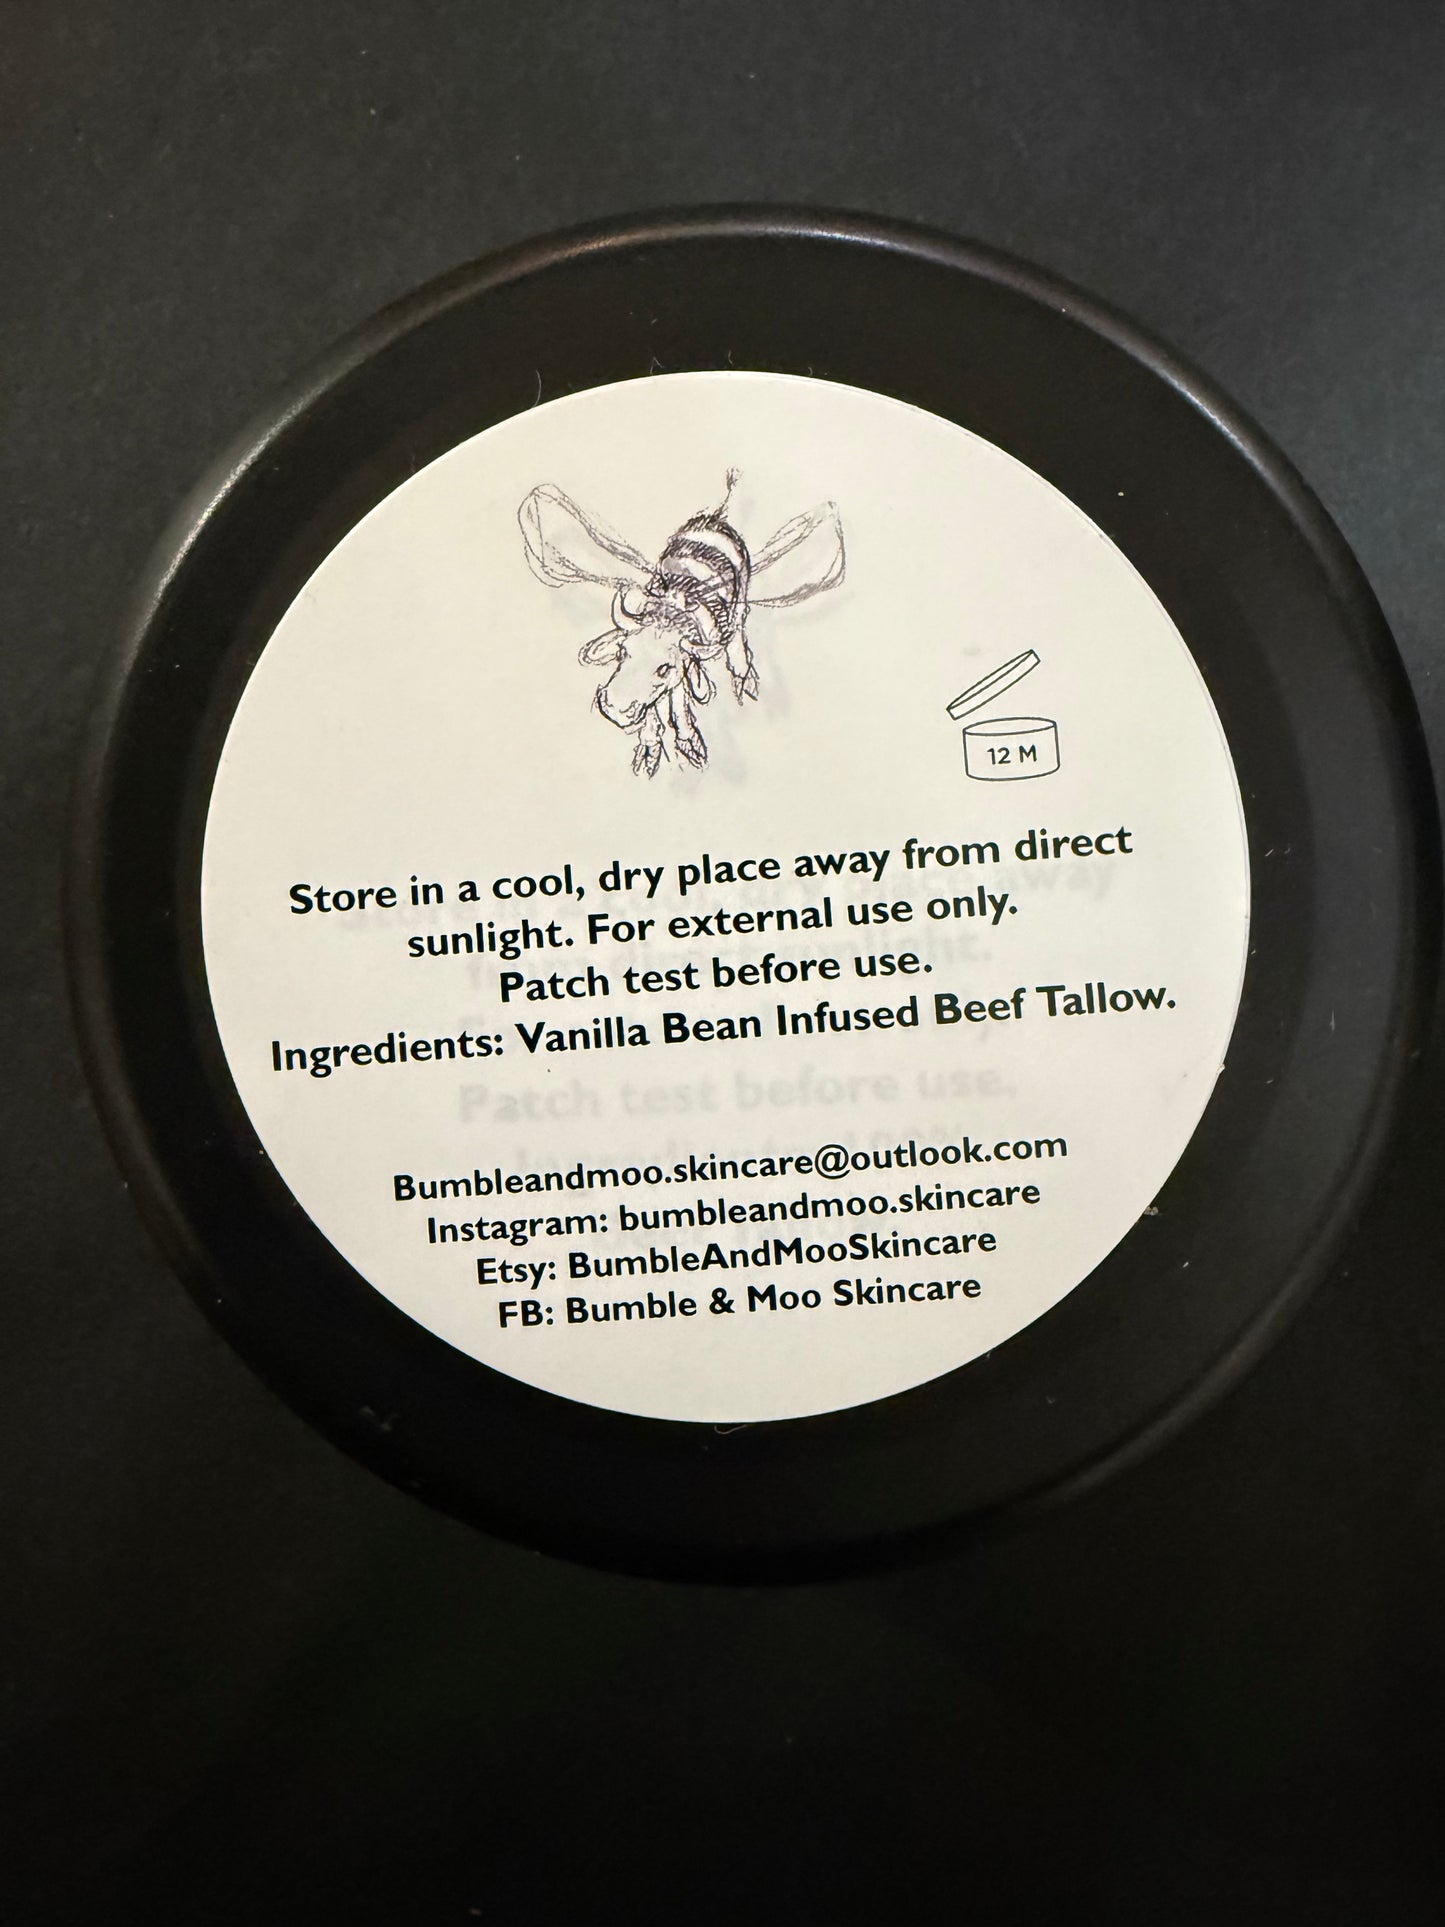 12 M
Store in a cool, dry place away from direct
sunlight. For external use only.
Patch test before use.
Ingredients: Vanilla Bean Infused Beef Tallow.
Bumbleandmoo.skincare@outlook.com
Instagram: bumbleandmoo.skincare
Etsy: BumbleAndMooSkincare
FB: Bumble & Moo Skincare